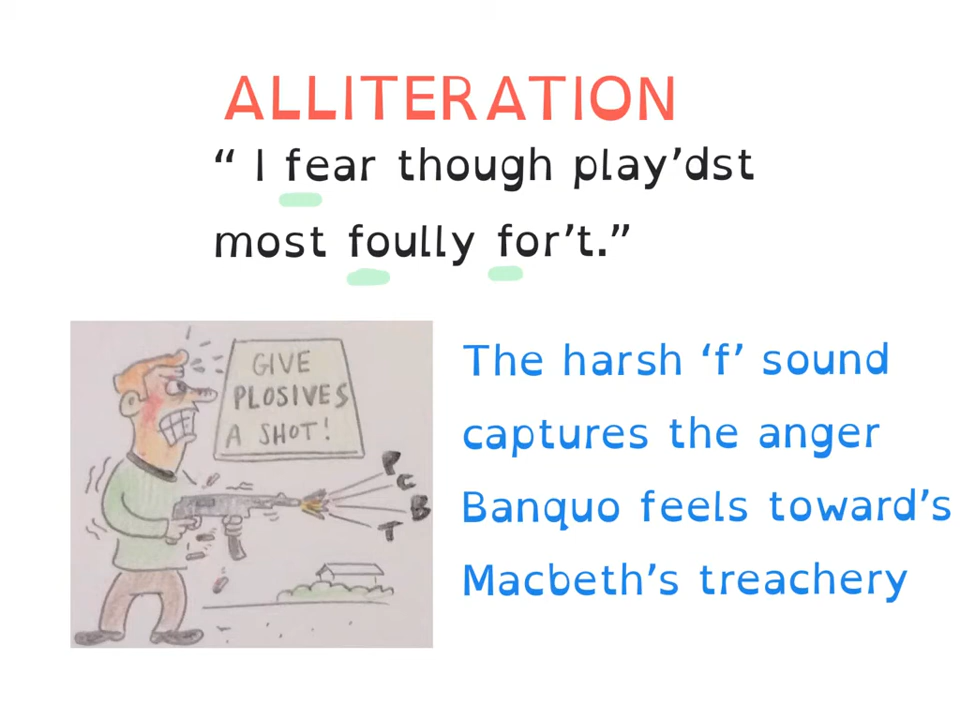 ALLITERATION
“ I fear though play’dst
most foully for’t.”
GIVE
PLOSIVES
A SHOT!
P
C
B
T
The harsh ‘f’ sound
captures the anger
Banquo feels toward’s
Macbeth’s treachery